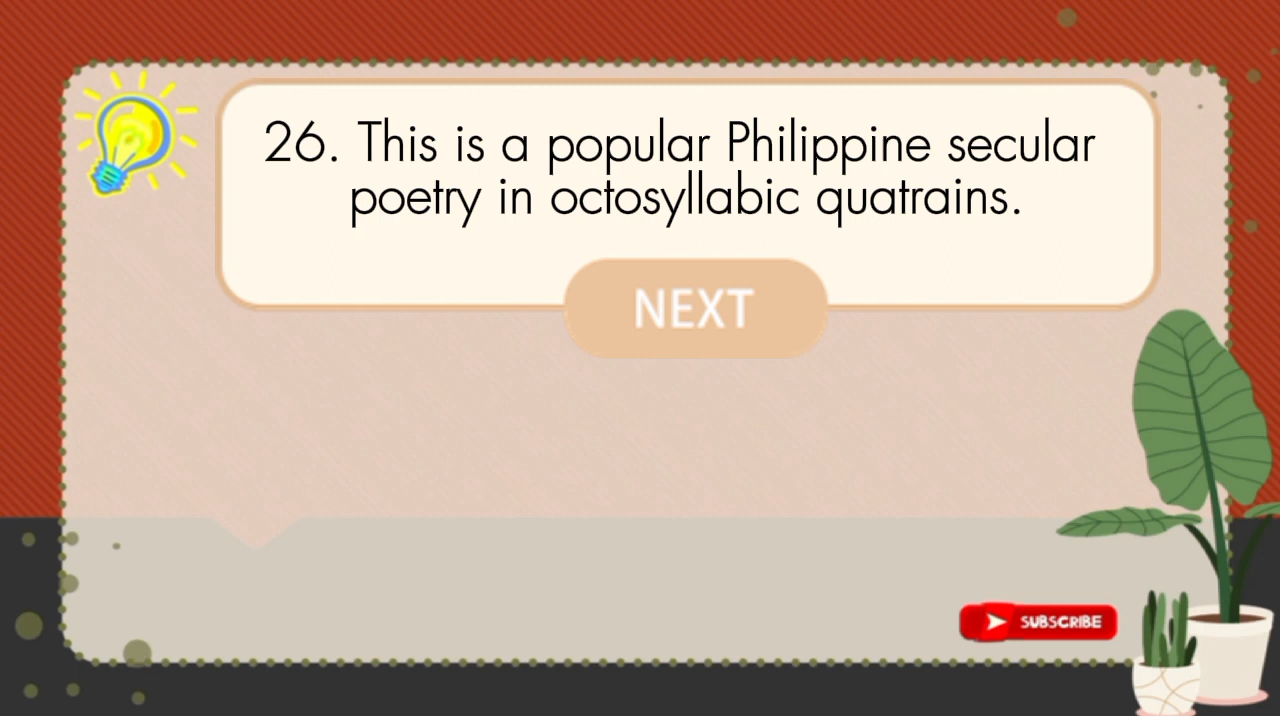 26. This is a popular Philippine secular
poetry in octosyllabic quatrains.
NEXT
SUBSCRIBE